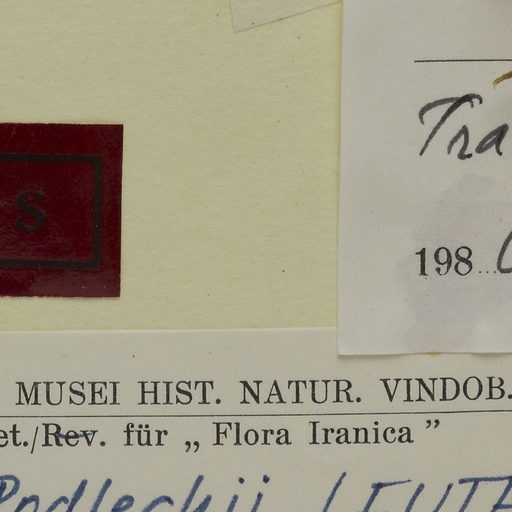 Tra
S
198
MUSEI HIST. NATUR. VINDOB.
et./Rev. für „ Flora Iranica ”
Podlechii